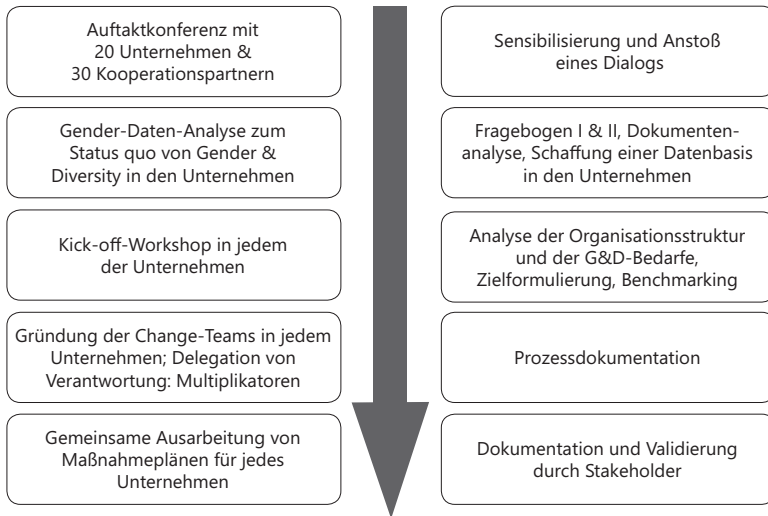 Auftaktkonferenz mit
20 Unternehmen &
30 Kooperationspartnern
Sensibilisierung und Anstoß
eines Dialogs
Gender-Daten-Analyse zum
Status quo von Gender &
Diversity in den Unternehmen
Fragebogen I & II, Dokumenten-
analyse, Schaffung einer Datenbasis
in den Unternehmen
Kick-off-Workshop in jedem
der Unternehmen
Analyse der Organisationsstruktur
und der G&D-Bedarfe,
Zielformulierung, Benchmarking
Gründung der Change-Teams in jedem
Unternehmen; Delegation von
Verantwortung: Multiplikatoren
Prozessdokumentation
Gemeinsame Ausarbeitung von
Maßnahmeplänen für jedes
Unternehmen
Dokumentation und Validierung
durch Stakeholder